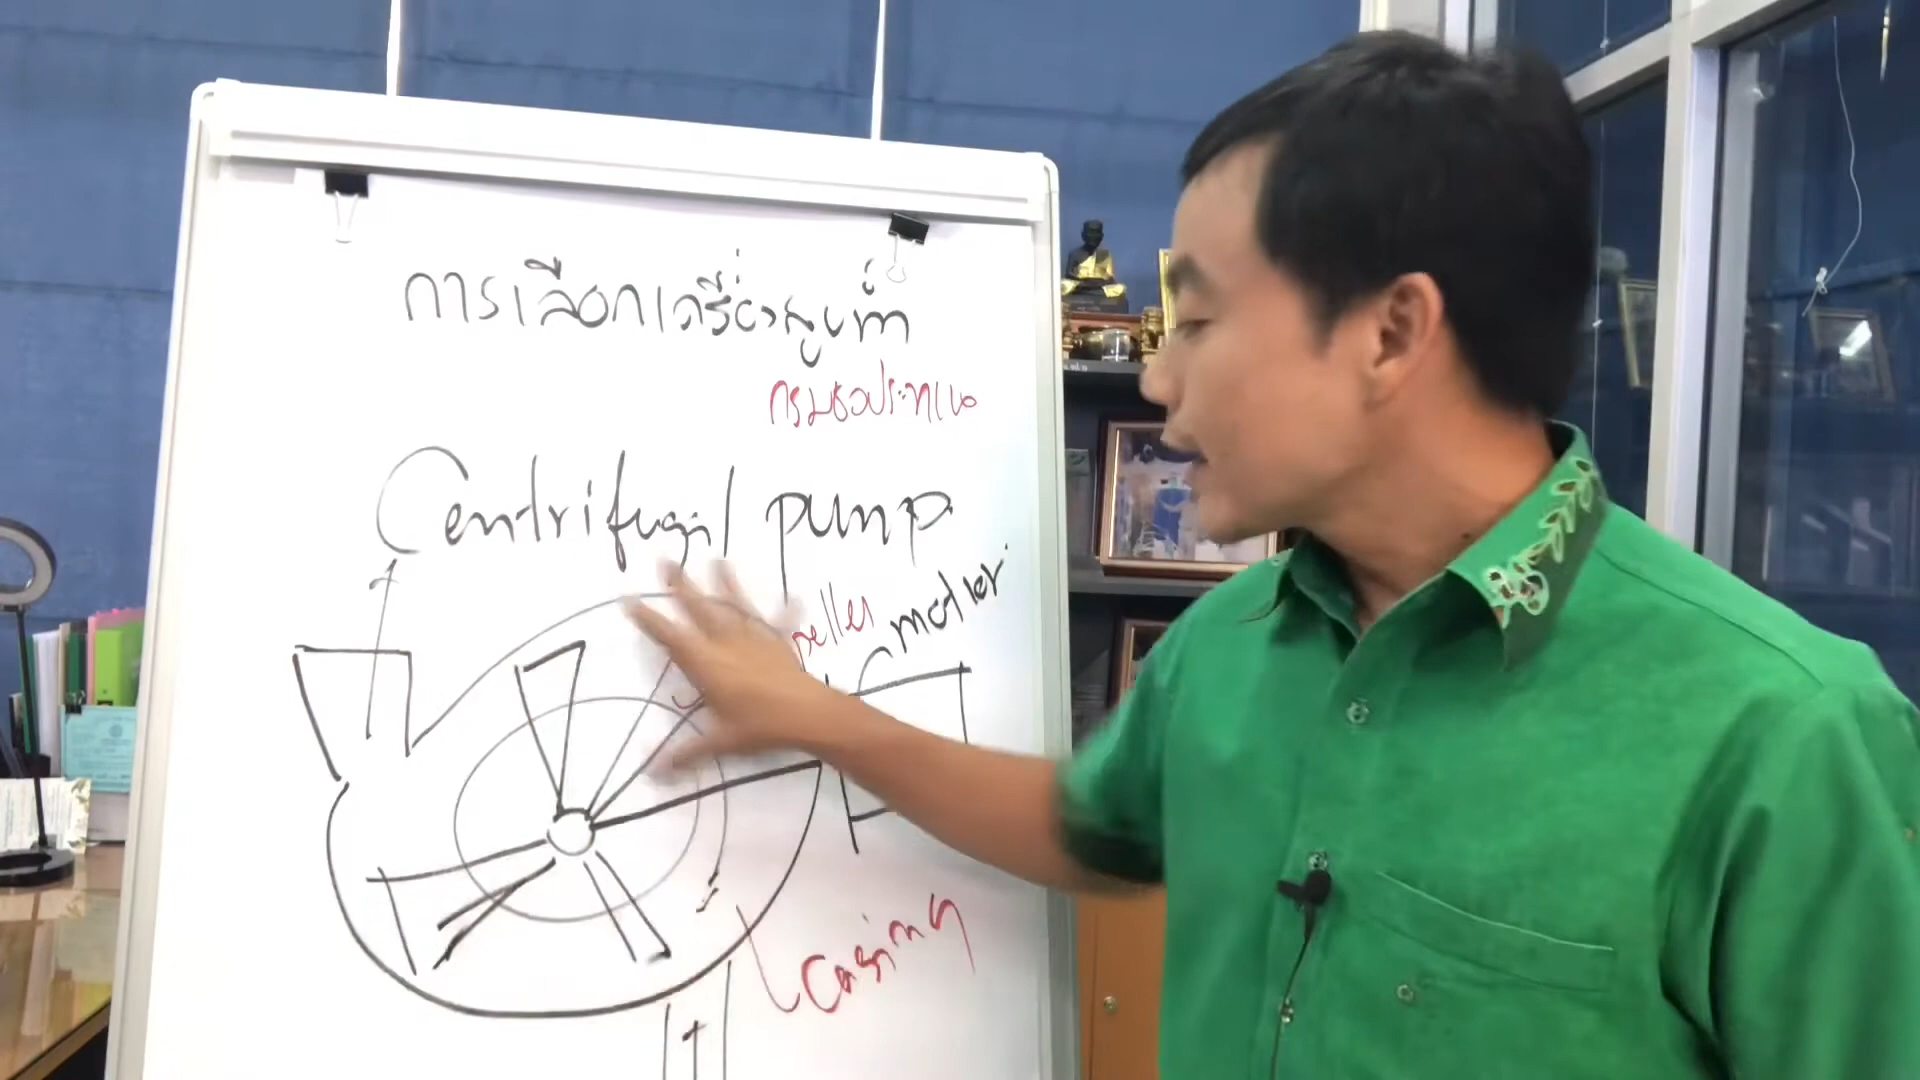 การเลือกเครื่องสูบน้ำ
กรมชลประทาน
Centrifugal pump
peller
motor
Casing